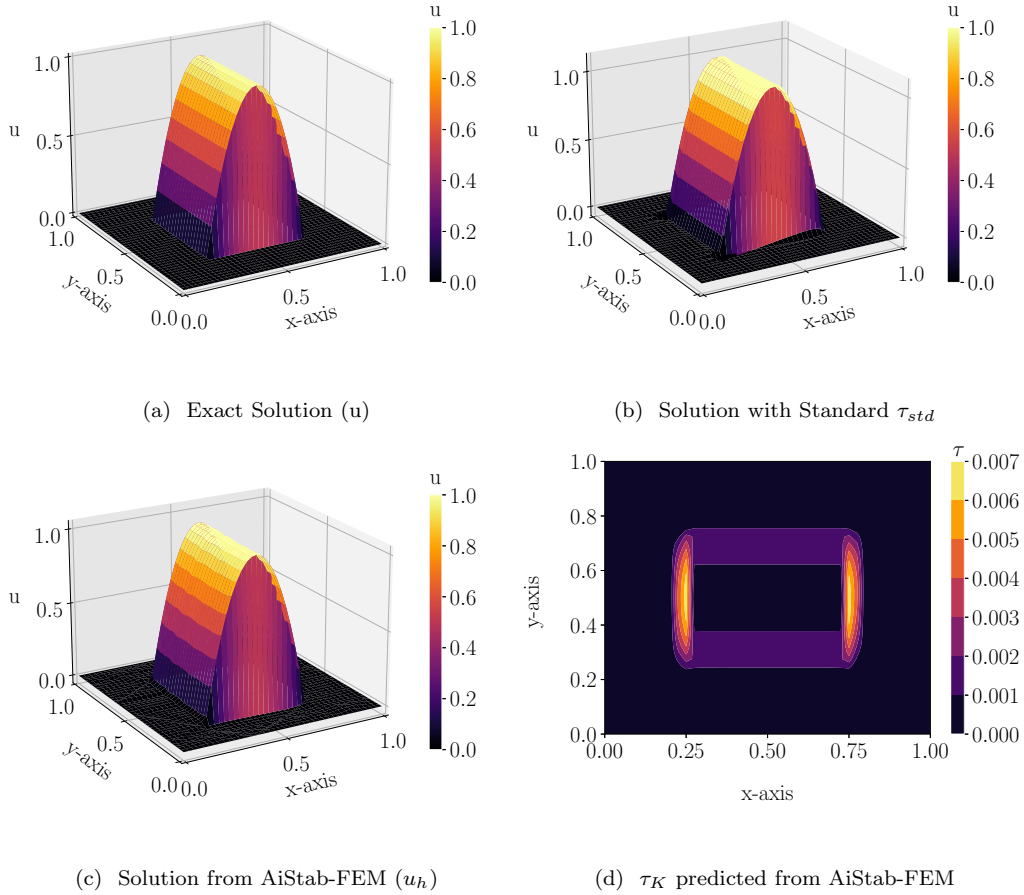 u
1.0
0.5
0.0
1.0
0.5
0.0
y-axis
0.0
0.5
1.0
x-axis
u
1.0
0.8
0.6
0.4
0.2
0.0
(a) Exact Solution (u)
u
1.0
0.5
0.0
1.0
0.5
0.0
y-axis
0.0
0.5
1.0
x-axis
u
1.0
0.8
0.6
0.4
0.2
0.0
(b) Solution with Standard τ_{std}
u
1.0
0.5
0.0
1.0
0.5
0.0
y-axis
0.0
0.5
1.0
x-axis
u
1.0
0.8
0.6
0.4
0.2
0.0
(c) Solution from AiStab-FEM (u_h)
y-axis
1.0
0.8
0.6
0.4
0.2
0.0
0.00 0.25 0.50 0.75 1.00
x-axis
τ
0.007
0.006
0.005
0.004
0.003
0.002
0.001
0.000
(d) τ_K predicted from AiStab-FEM